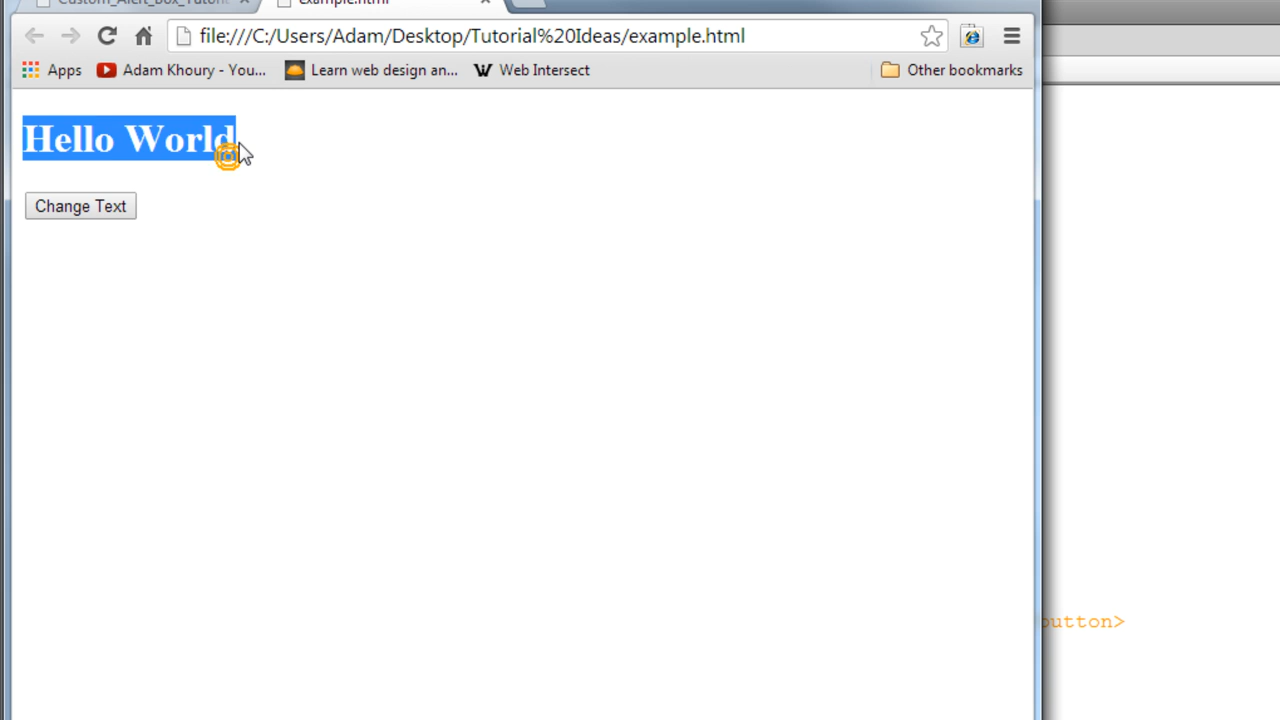 Custom_Alert_Box_Tutori example.html
file:///C:/Users/Adam/Desktop/Tutorial%20Ideas/example.html
Apps Adam Khoury - You... Learn web design an... Web Intersect Other bookmarks
Hello World
Change Text
button>